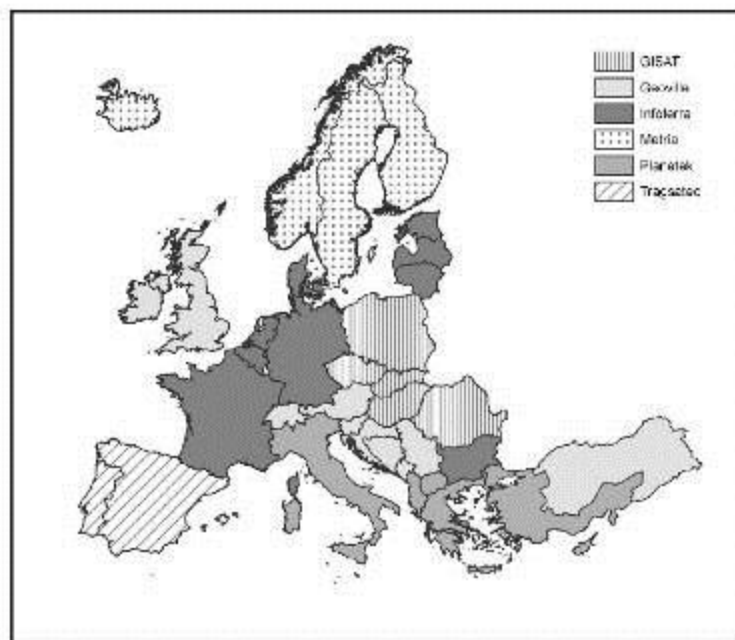 GISAT
Geoville
Infoterra
Metria
Planetek
Tragsatec